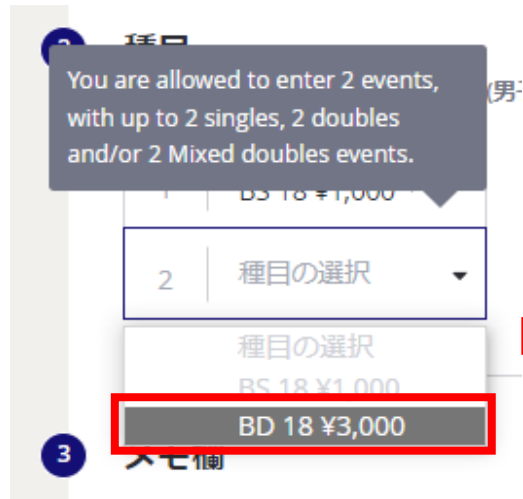 You are allowed to enter 2 events,
with up to 2 singles, 2 doubles
and/or 2 Mixed doubles events.
(男子
1 BS 18 ¥1,000
2 種目の選択
種目の選択
BS 18 ¥1,000
BD 18 ¥3,000
3 メモ欄